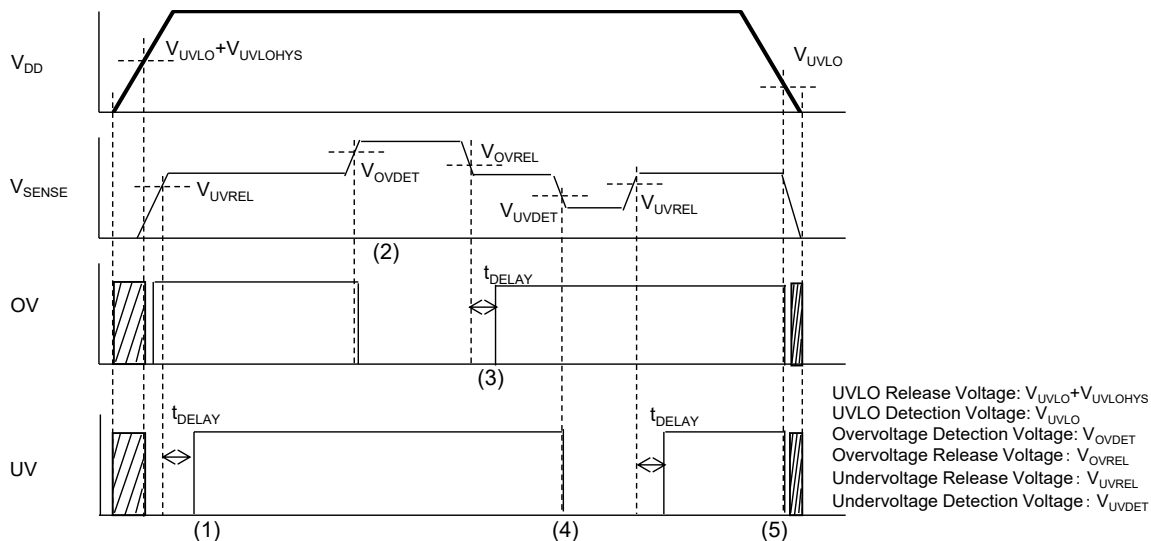 V_DD
V_UVLO+V_UVLOHYS
V_UVLO
V_SENSE
V_UVREL
V_OVDET
V_OVREL
V_UVDET
V_UVREL
(2)
OV
t_DELAY
(3)
UV
t_DELAY
t_DELAY
(1)
(4)
(5)
UVLO Release Voltage: V_UVLO+V_UVLOHYS
UVLO Detection Voltage: V_UVLO
Overvoltage Detection Voltage: V_OVDET
Overvoltage Release Voltage: V_OVREL
Undervoltage Release Voltage: V_UVREL
Undervoltage Detection Voltage: V_UVDET